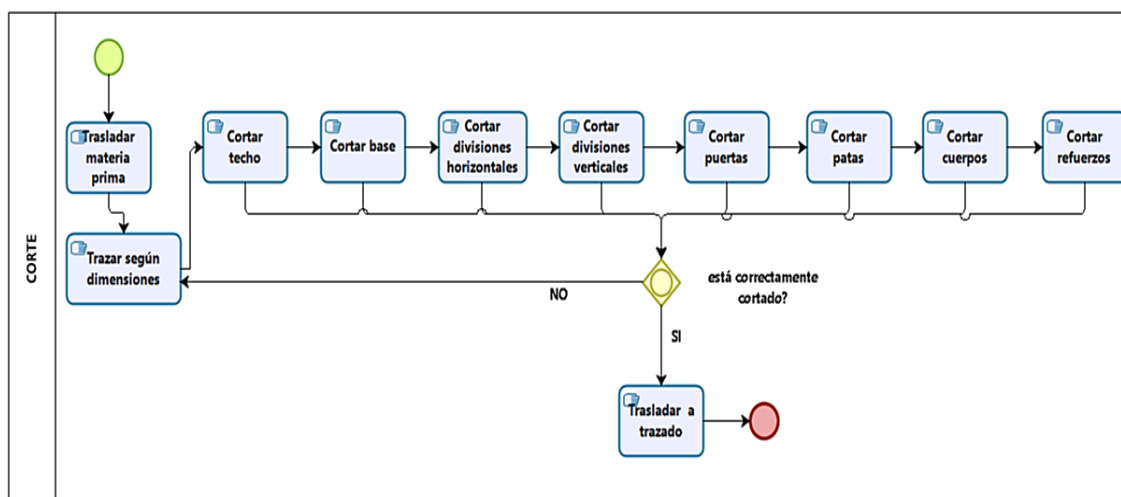 CORTE
Trasladar
materia
prima
Trazar según
dimensiones
Cortar
techo
Cortar base
Cortar
divisiones
horizontales
Cortar
divisiones
verticales
Cortar
puertas
Cortar
patas
Cortar
cuerpos
Cortar
refuerzos
está correctamente
cortado?
NO
SI
Trasladar a
trazado